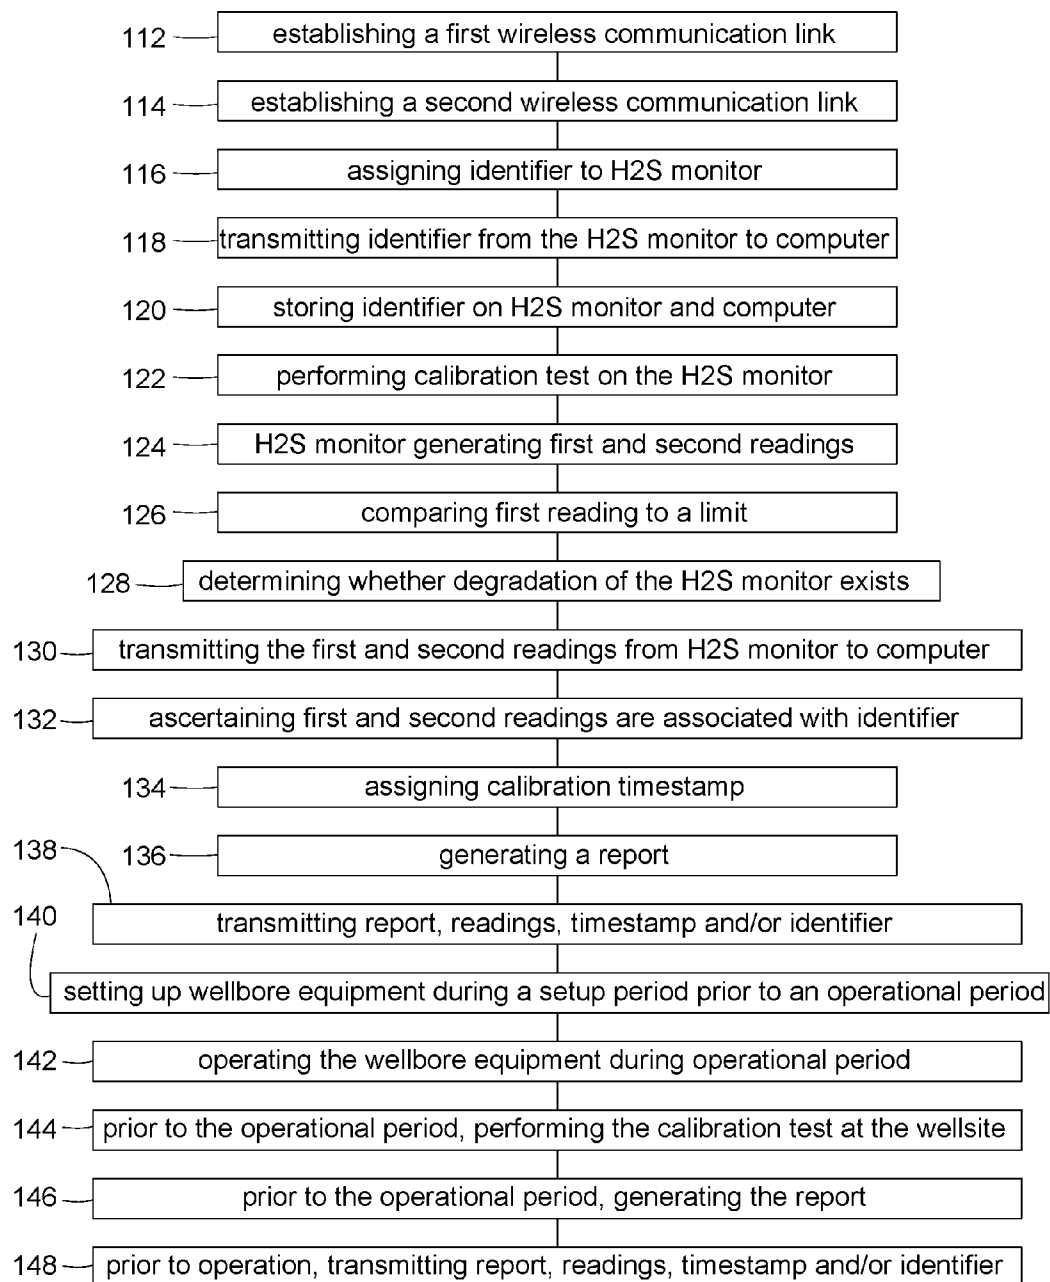 112 establishing a first wireless communication link
114 establishing a second wireless communication link
116 assigning identifier to H2S monitor
118 transmitting identifier from the H2S monitor to computer
120 storing identifier on H2S monitor and computer
122 performing calibration test on the H2S monitor
124 H2S monitor generating first and second readings
126 comparing first reading to a limit
128 determining whether degradation of the H2S monitor exists
130 transmitting the first and second readings from H2S monitor to computer
132 ascertaining first and second readings are associated with identifier
134 assigning calibration timestamp
136 generating a report
138 transmitting report, readings, timestamp and/or identifier
140 setting up wellbore equipment during a setup period prior to an operational period
142 operating the wellbore equipment during operational period
144 prior to the operational period, performing the calibration test at the wellsite
146 prior to the operational period, generating the report
148 prior to operation, transmitting report, readings, timestamp and/or identifier